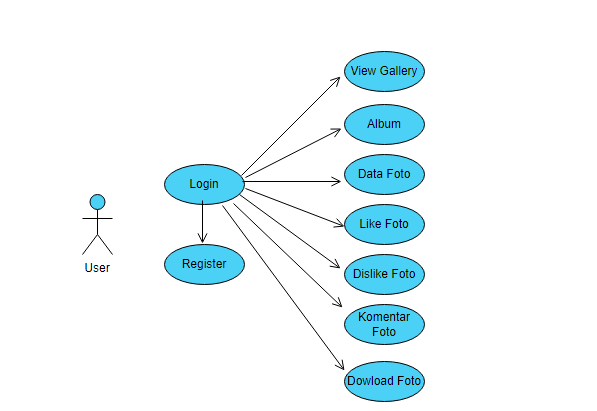 View Gallery
Album
Data Foto
Login
Like Foto
User
Register
Dislike Foto
Komentar
Foto
Dowload Foto